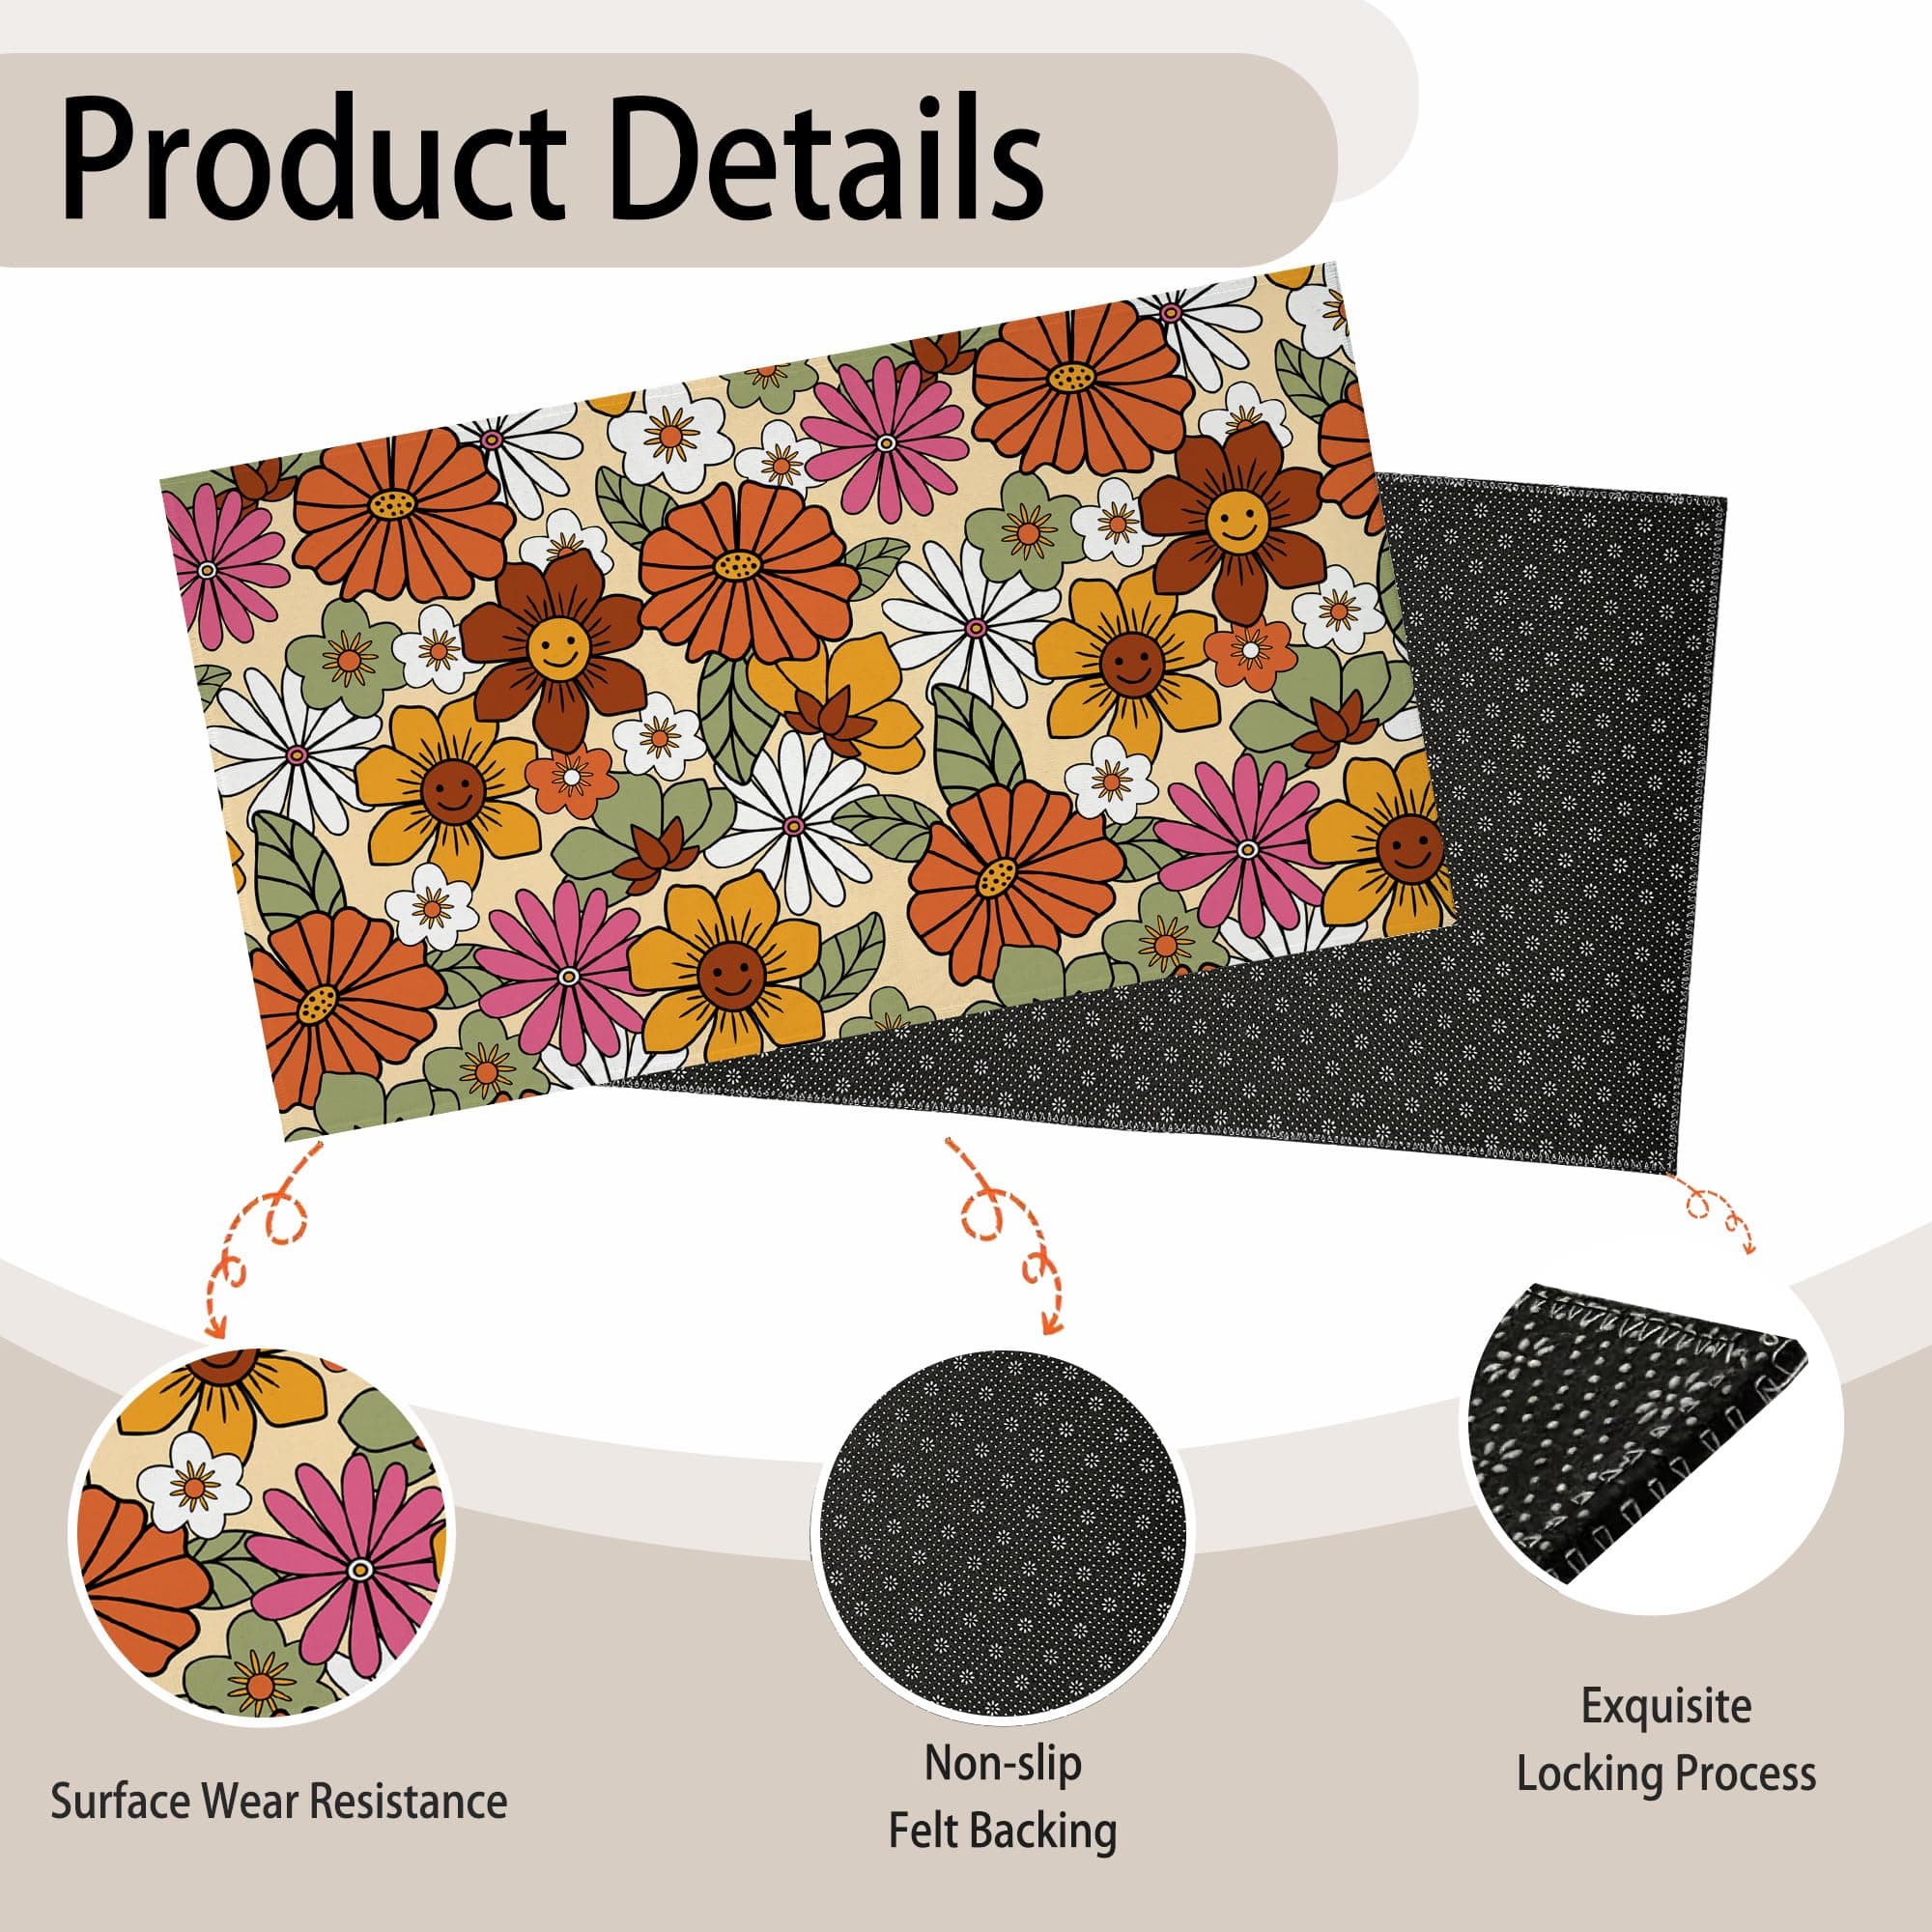 Product Details
Surface Wear Resistance
Non-slip
Felt Backing
Exquisite
Locking Process